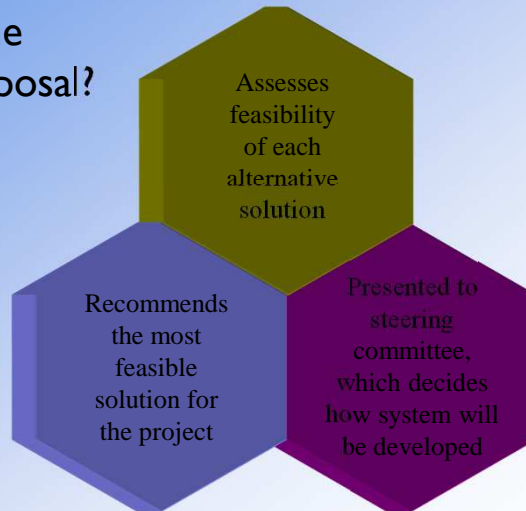 e
posal?
Assesses
feasibility
of each
alternative
solution
Recommends
the most
feasible
solution for
the project
Presented to
steering
committee,
which decides
how system will
be developed